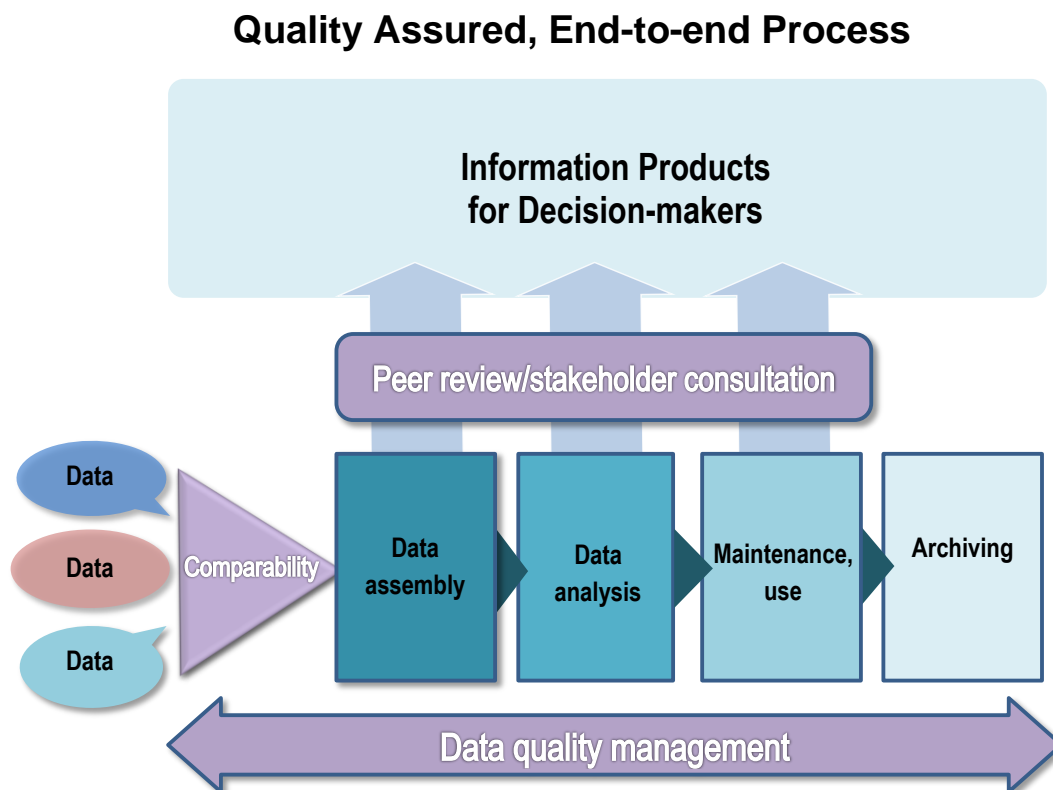 Quality Assured, End-to-end Process
Information Products
for Decision-makers
Peer review/stakeholder consultation
Data
Data
Data
Comparability
Data
assembly
Data
analysis
Maintenance,
use
Archiving
Data quality management